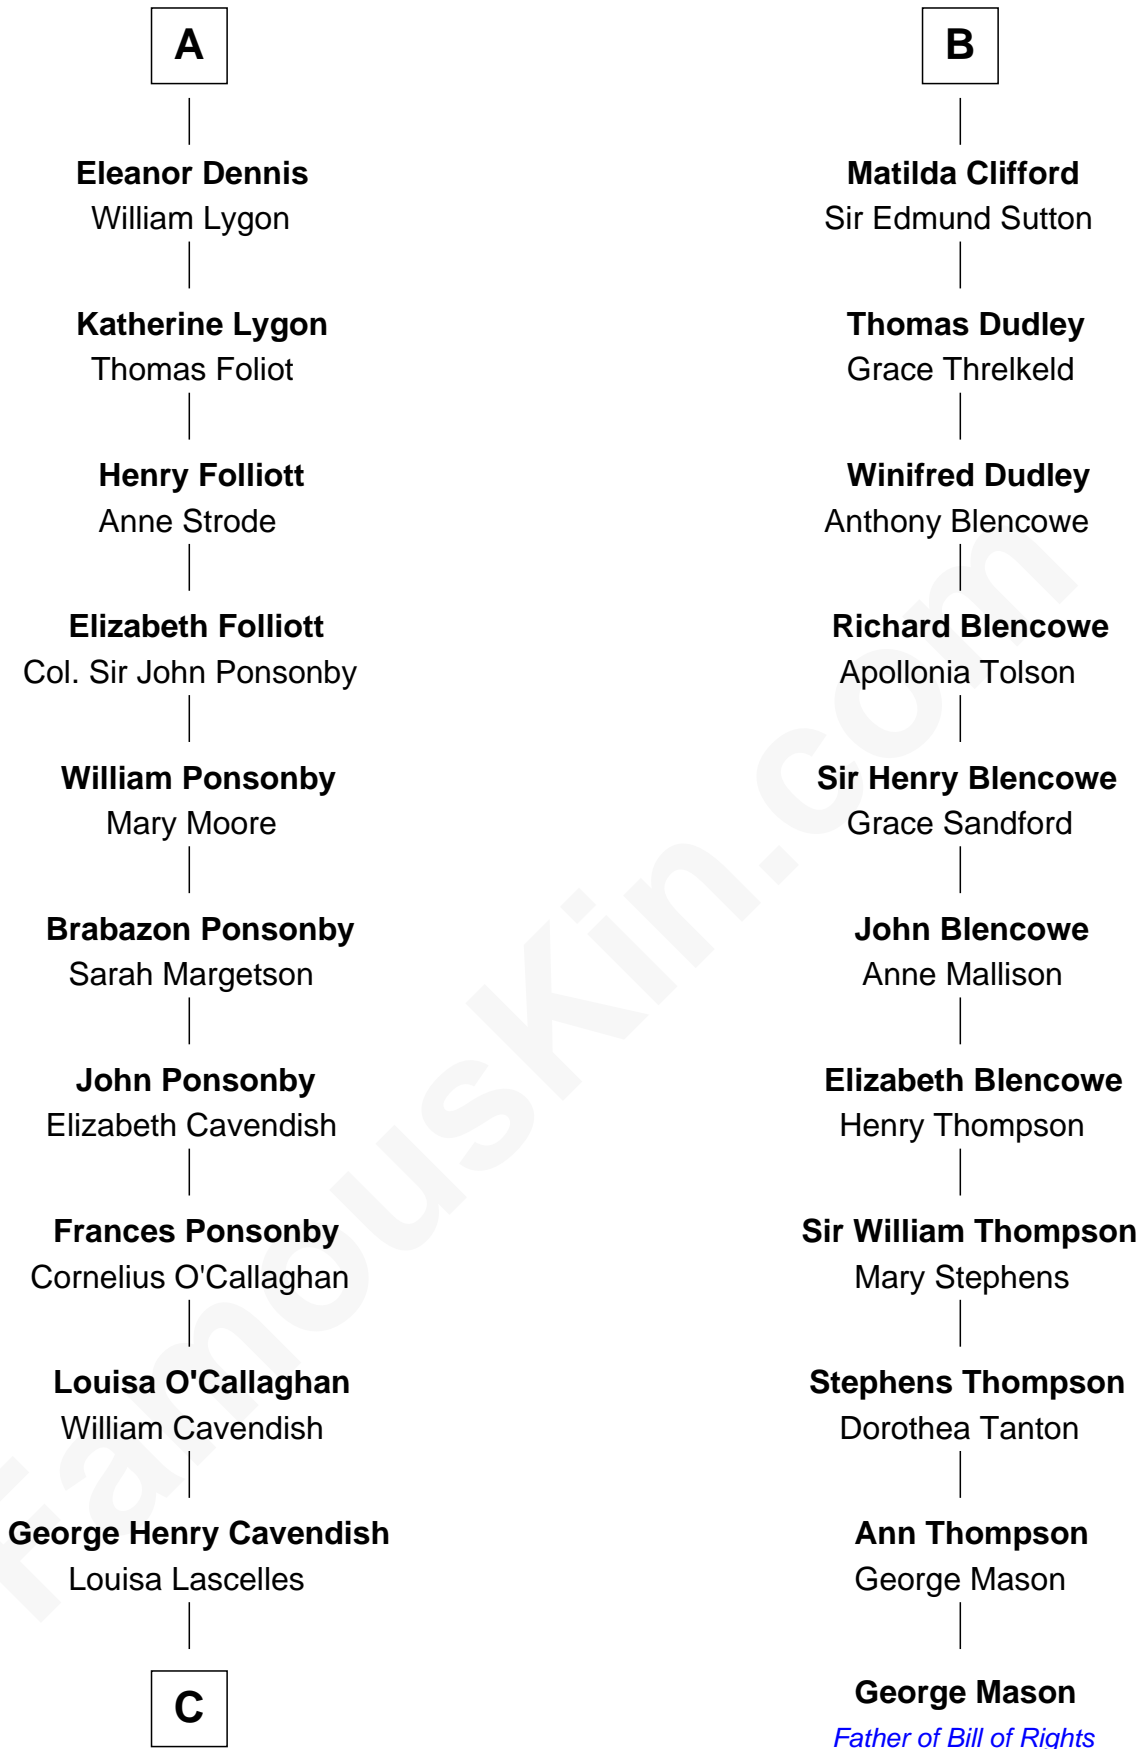 A
Eleanor Dennis
William Lygon
Katherine Lygon
Thomas Foliot
Henry Folliott
Anne Strode
Elizabeth Folliott
Col. Sir John Ponsonby
William Ponsonby
Mary Moore
Brabazon Ponsonby
Sarah Margetson
John Ponsonby
Elizabeth Cavendish
Frances Ponsonby
Cornelius O'Callaghan
Louisa O'Callaghan
William Cavendish
George Henry Cavendish
Louisa Lascelles
C
B
Matilda Clifford
Sir Edmund Sutton
Thomas Dudley
Grace Threlkeld
Winifred Dudley
Anthony Blencowe
Richard Blencowe
Apollonia Tolson
Sir Henry Blencowe
Grace Sandford
John Blencowe
Anne Mallison
Elizabeth Blencowe
Henry Thompson
Sir William Thompson
Mary Stephens
Stephens Thompson
Dorothea Tanton
Ann Thompson
George Mason
George Mason
Father of Bill of Rights
FamousKin.com